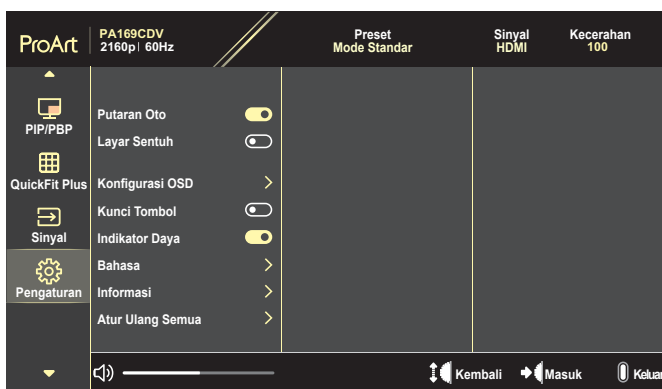 ProArt
PA169CDV
2160p| 60Hz
Preset
Mode Standar
Sinyal
HDMI
Kecerahan
100
PIP/PBP
QuickFit Plus
Sinyal
Pengaturan
Putaran Oto
Layar Sentuh
Konfigurasi OSD
Kunci Tombol
Indikator Daya
Bahasa
Informasi
Atur Ulang Semua
Kembali
Masuk
Keluar